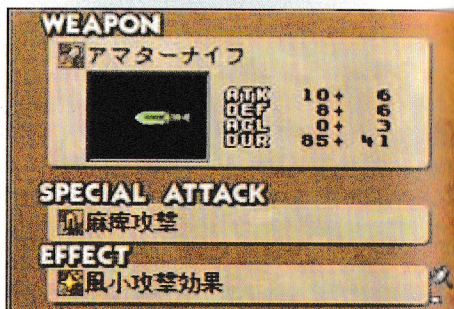 WEAPON
アマターナイフ
ATK 10+ 6
DEF 8+ 6
AGL 0+ 3
DUR 85+ 41
SPECIAL ATTACK
麻痺攻撃
EFFECT
風小攻撃効果